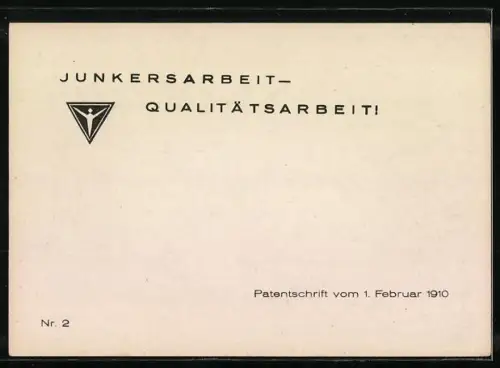 JUNKERSARBEIT—
QUALITÄTSARBEIT!
Patentschrift vom 1. Februar 1910
Nr. 2